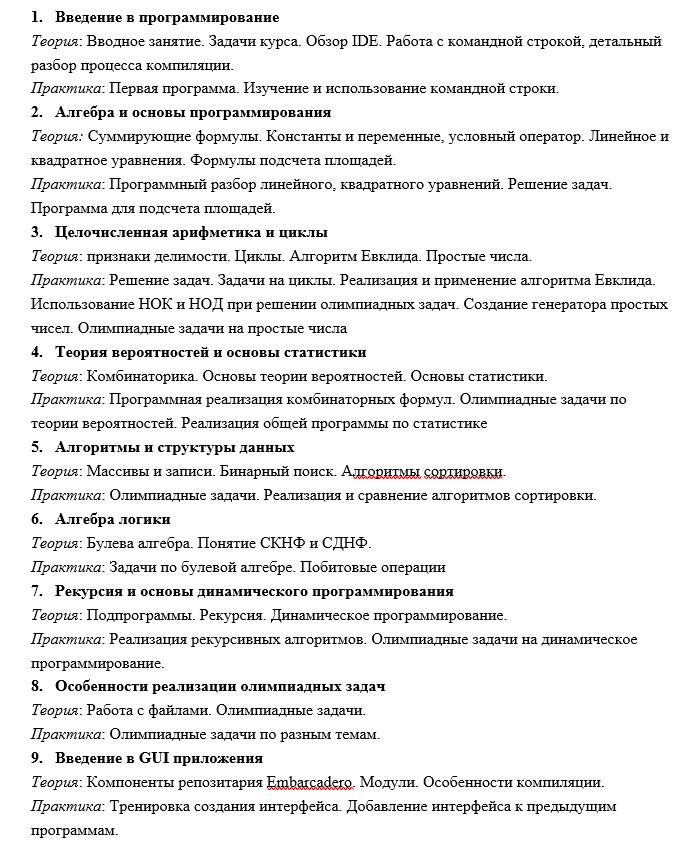 1. Введение в программирование
Теория: Вводное занятие. Задачи курса. Обзор IDE. Работа с командной строкой, детальный
разбор процесса компиляции.
Практика: Первая программа. Изучение и использование командной строки.
2. Алгебра и основы программирования
Теория: Суммирующие формулы. Константы и переменные, условный оператор. Линейное и
квадратное уравнения. Формулы подсчета площадей.
Практика: Программный разбор линейного, квадратного уравнений. Решение задач.
Программа для подсчета площадей.
3. Целочисленная арифметика и циклы
Теория: признаки делимости. Циклы. Алгоритм Евклида. Простые числа.
Практика: Решение задач. Задачи на циклы. Реализация и применение алгоритма Евклида.
Использование НОК и НОД при решении олимпиадных задач. Создание генератора простых
чисел. Олимпиадные задачи на простые числа
4. Теория вероятностей и основы статистики
Теория: Комбинаторика. Основы теории вероятностей. Основы статистики.
Практика: Программная реализация комбинаторных формул. Олимпиадные задачи по
теории вероятностей. Реализация общей программы по статистике
5. Алгоритмы и структуры данных
Теория: Массивы и записи. Бинарный поиск. Алгоритмы сортировки.
Практика: Олимпиадные задачи. Реализация и сравнение алгоритмов сортировки.
6. Алгебра логики
Теория: Булева алгебра. Понятие СКНФ и СДНФ.
Практика: Задачи по булевой алгебре. Побитовые операции
7. Рекурсия и основы динамического программирования
Теория: Подпрограммы. Рекурсия. Динамическое программирование.
Практика: Реализация рекурсивных алгоритмов. Олимпиадные задачи на динамическое
программирование.
8. Особенности реализации олимпиадных задач
Теория: Работа с файлами. Олимпиадные задачи.
Практика: Олимпиадные задачи по разным темам.
9. Введение в GUI приложения
Теория: Компоненты репозитария Embarcadero. Модули. Особенности компиляции.
Практика: Тренировка создания интерфейса. Добавление интерфейса к предыдущим
программам.